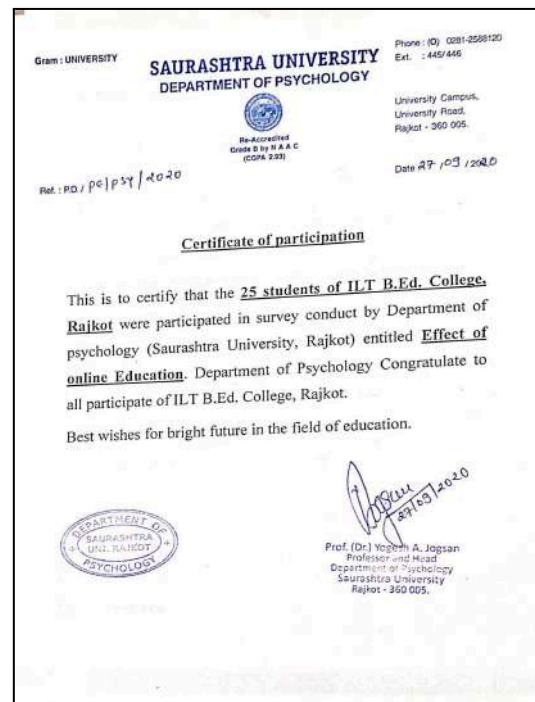 Gram : UNIVERSITY
SAURASHTRA UNIVERSITY
DEPARTMENT OF PSYCHOLOGY
Phone : (O) 0281-2588120
Ext. : 445/446
University Campus,
University Road,
Rajkot - 360 005.
Re-Accredited
Grade B by N A A C
(CGPA 2.93)
Ref. : P.D. / PG/PSY/2020
Date 27/09/2020
Certificate of participation
This is to certify that the 25 students of ILT B.Ed. College,
Rajkot were participated in survey conduct by Department of
psychology (Saurashtra University, Rajkot) entitled Effect of
online Education. Department of Psychology Congratulate to
all participate of ILT B.Ed. College, Rajkot.
Best wishes for bright future in the field of education.
27/09/2020
DEPARTMENT OF
SAURASHTRA
UNI. RAJKOT
PSYCHOLOGY
Prof. (Dr.) Yogesh A. Jogsan
Professor and Head
Department of Psychology
Saurashtra University
Rajkot - 360 005.